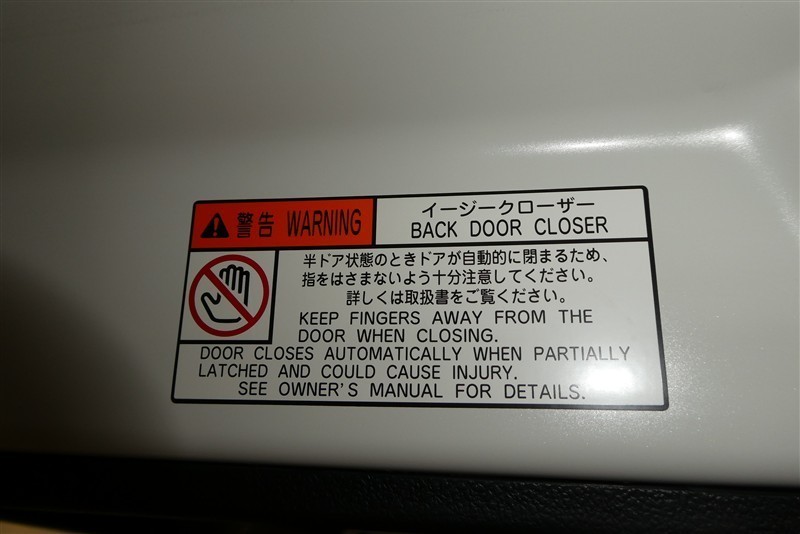 警告 WARNING
イージークローザー
BACK DOOR CLOSER
半ドア状態のときドアが自動的に閉まるため、
指をはさまないよう十分注意してください。
詳しくは取扱書をご覧ください。
KEEP FINGERS AWAY FROM THE
DOOR WHEN CLOSING.
DOOR CLOSES AUTOMATICALLY WHEN PARTIALLY
LATCHED AND COULD CAUSE INJURY.
SEE OWNER'S MANUAL FOR DETAILS.